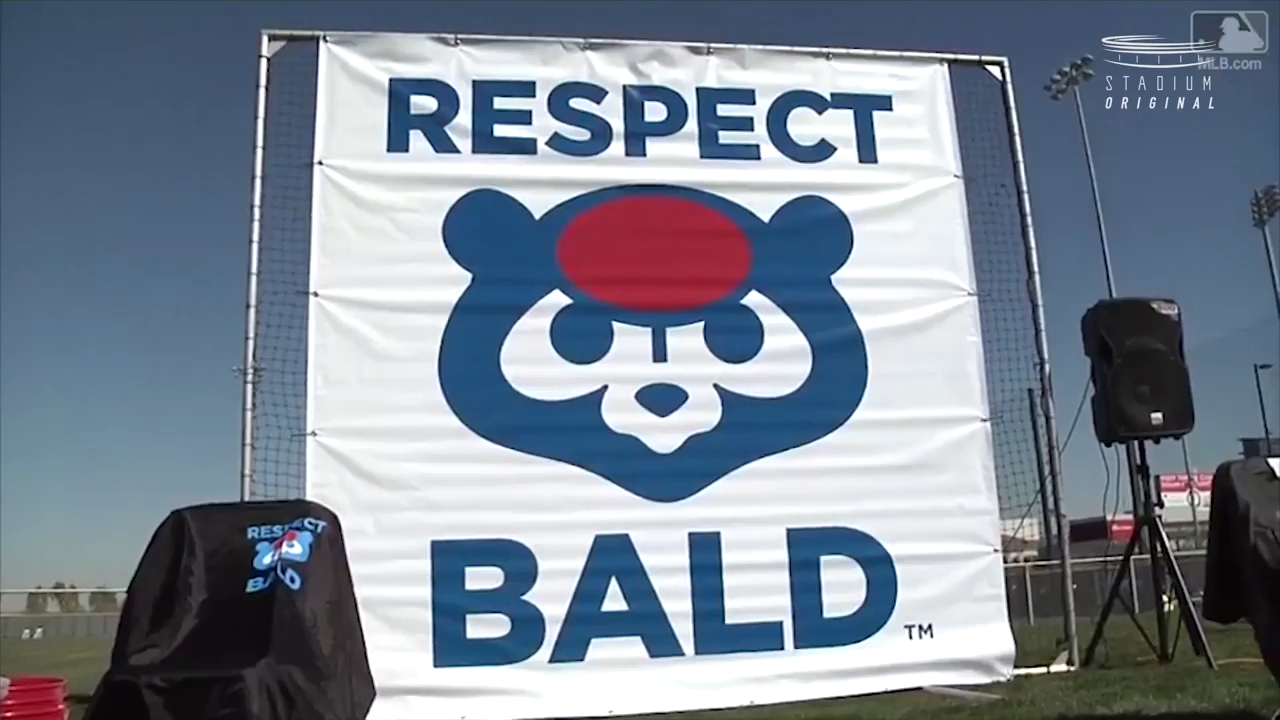 RESPECT
BALD
TM
RESPECT
BALD
MLB.com
STADIUM
ORIGINAL